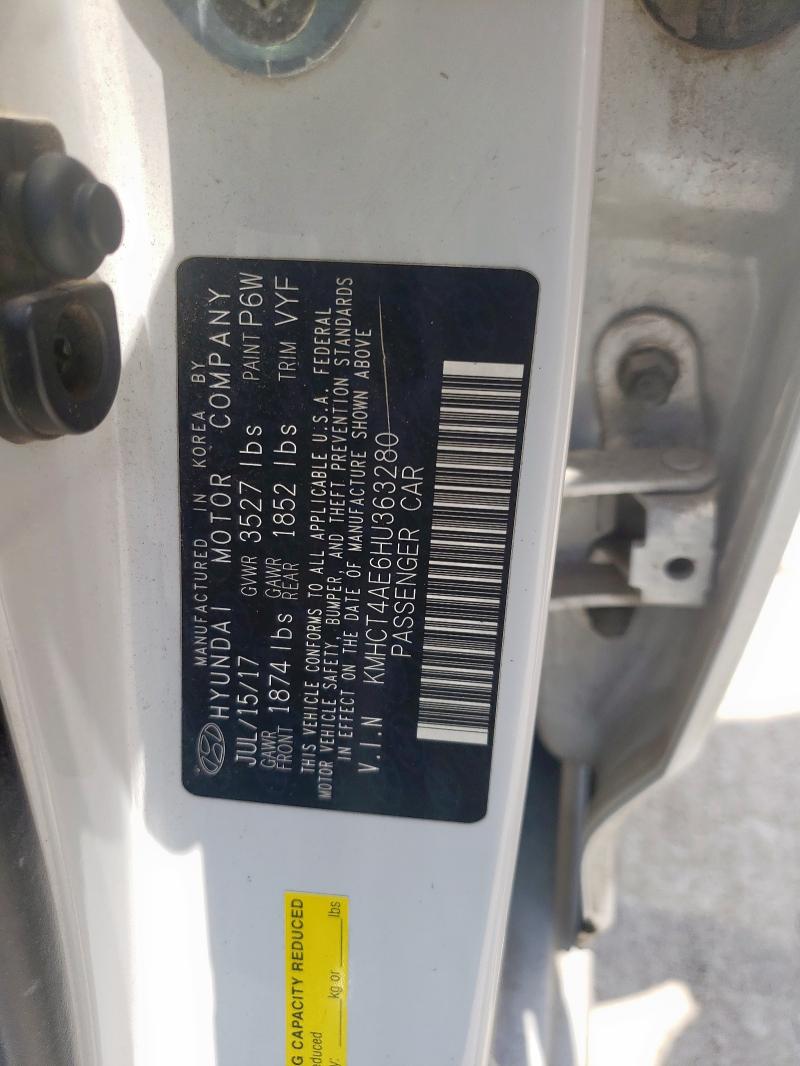 MANUFACTURED IN KOREA BY
HYUNDAI MOTOR COMPANY
JUL/15/17 GVWR 3527 lbs PAINT P6W
GAWR FRONT 1874 lbs GAWR REAR 1852 lbs TRIM VYF
THIS VEHICLE CONFORMS TO ALL APPLICABLE U.S.A. FEDERAL
MOTOR VEHICLE SAFETY, BUMPER, AND THEFT PREVENTION STANDARDS
IN EFFECT ON THE DATE OF MANUFACTURE SHOWN ABOVE
V.I.N KMHCT4AE6HU363280
PASSENGER CAR
G CAPACITY REDUCED
educed
y: ____ kg or ____ lbs